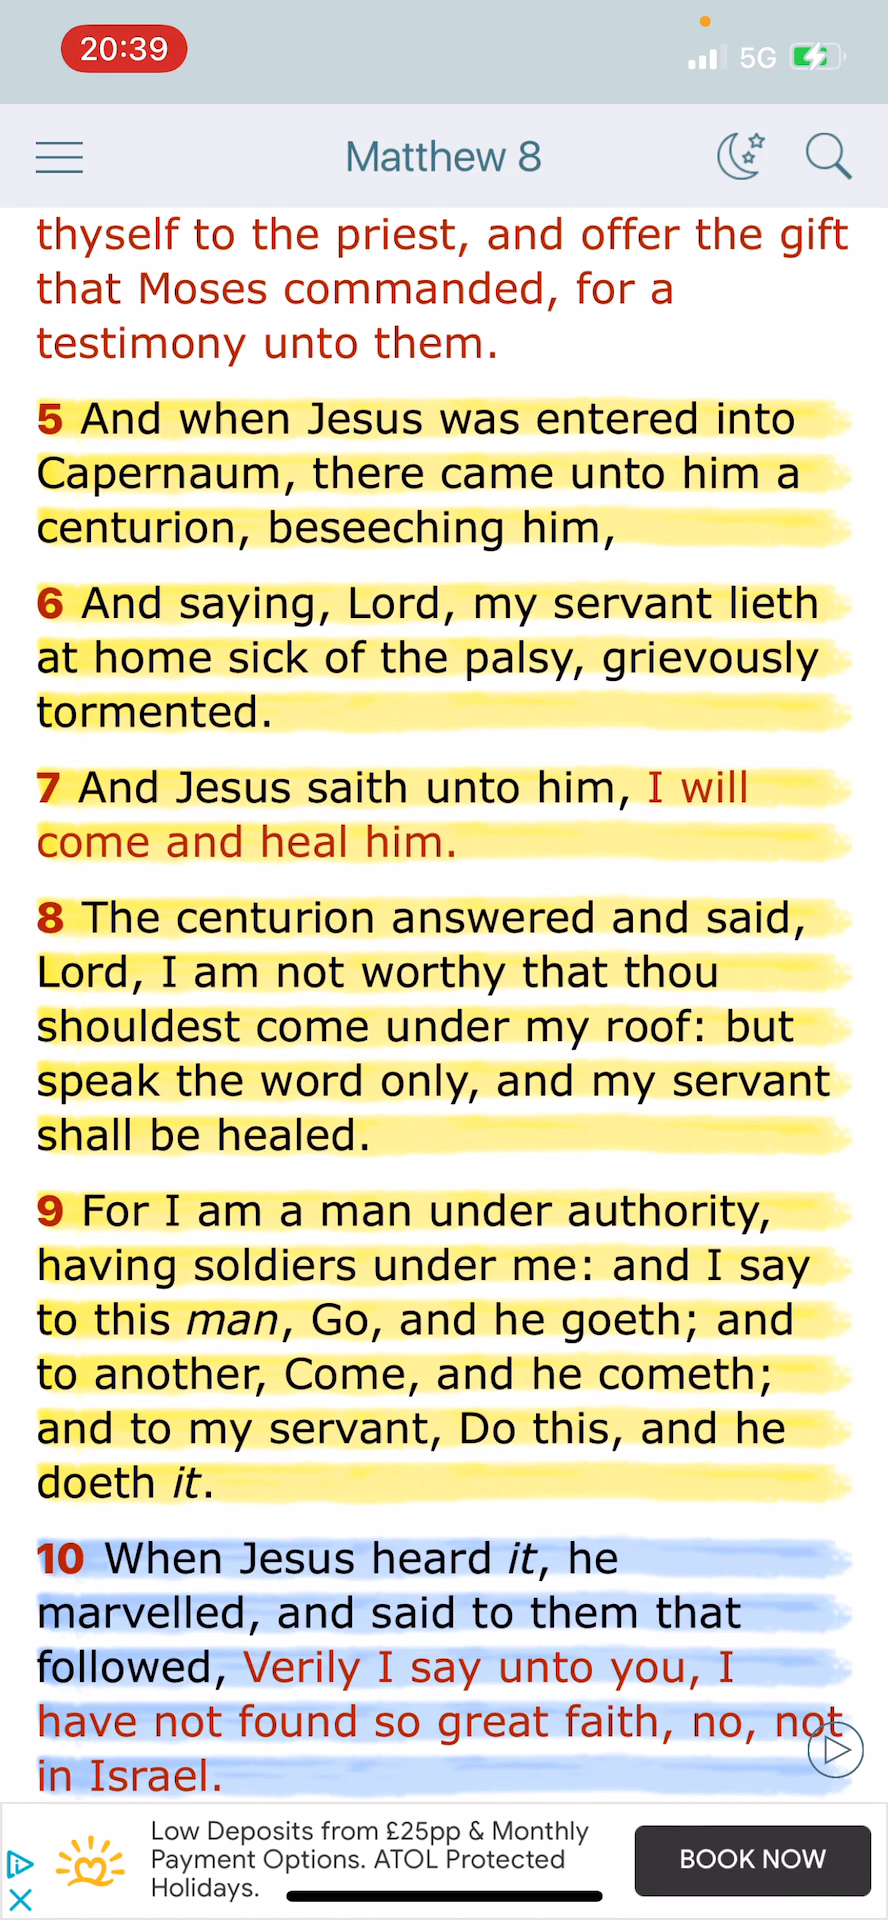 20:39
5G
Matthew 8
thyself to the priest, and offer the gift
that Moses commanded, for a
testimony unto them.
5 And when Jesus was entered into
Capernaum, there came unto him a
centurion, beseeching him,
6 And saying, Lord, my servant lieth
at home sick of the palsy, grievously
tormented.
7 And Jesus saith unto him, I will
come and heal him.
8 The centurion answered and said,
Lord, I am not worthy that thou
shouldest come under my roof: but
speak the word only, and my servant
shall be healed.
9 For I am a man under authority,
having soldiers under me: and I say
to this man, Go, and he goeth; and
to another, Come, and he cometh;
and to my servant, Do this, and he
doeth it.
10 When Jesus heard it, he
marvelled, and said to them that
followed, Verily I say unto you, I
have not found so great faith, no, not
in Israel.
Low Deposits from £25pp & Monthly
Payment Options. ATOL Protected
Holidays.
BOOK NOW